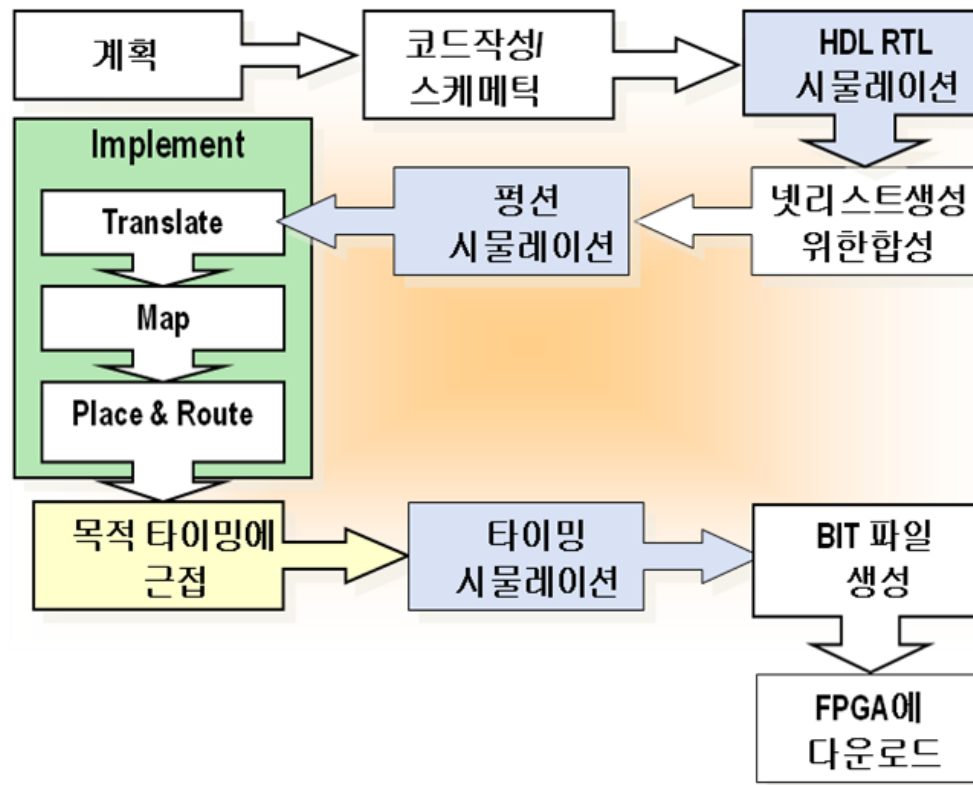 계획
코드작성/
스케메틱
HDL RTL
시물레이션
Implement
Translate
Map
Place & Route
펑션
시물레이션
넷리스트생성
위한합성
목적 타이밍에
근접
타이밍
시물레이션
BIT 파일
생성
FPGA에
다운로드